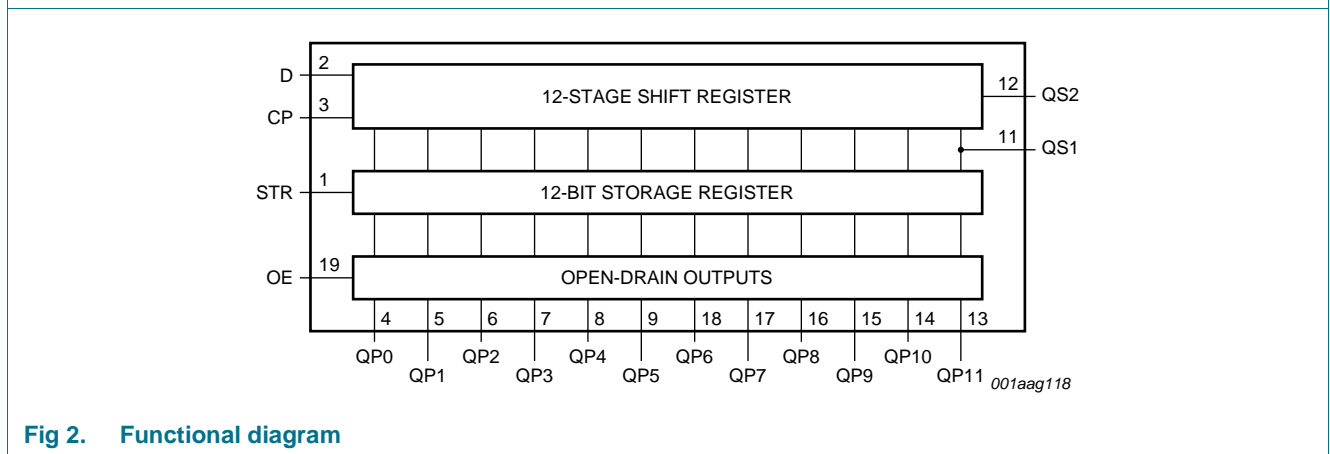 D 2 12-STAGE SHIFT REGISTER 12 QS2
CP 3
11 QS1
STR 1 12-BIT STORAGE REGISTER
OE 19 OPEN-DRAIN OUTPUTS
4 5 6 7 8 9 18 17 16 15 14 13
QP0 QP2 QP4 QP6 QP8 QP10
QP1 QP3 QP5 QP7 QP9 QP11 001aag118
Fig 2. Functional diagram